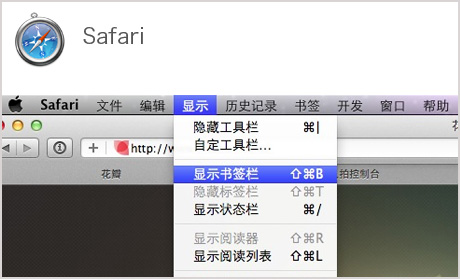 Safari
Safari 文件 编辑 显示 历史记录 书签 开发 窗口 帮助
隐藏工具栏 ⌘|
自定工具栏...
http://w
显示书签栏 ⇧⌘B
花瓣
拍控制台
隐藏标签栏 ⇧⌘T
显示状态栏 ⌘/
显示阅读器 ⇧⌘R
显示阅读列表 ⇧⌘L